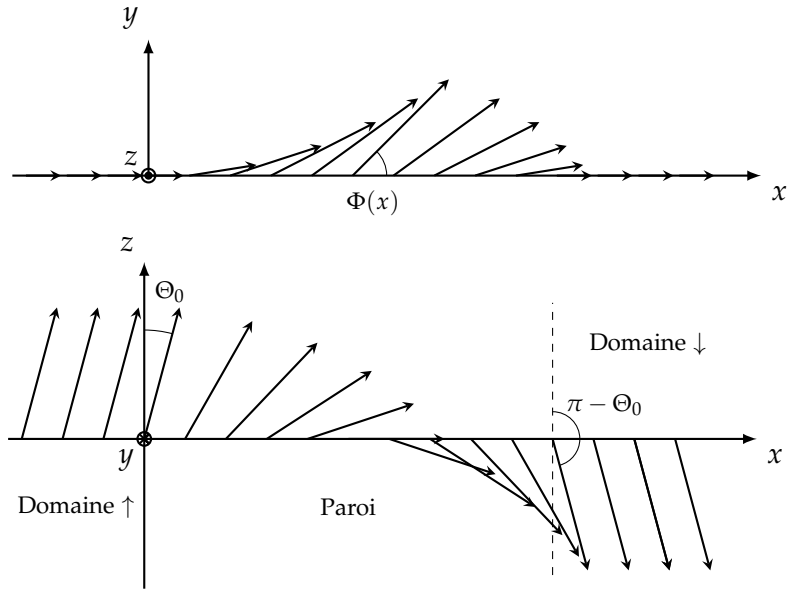 y
z
x
Φ(x)
z
Θ₀
Domaine ↓
π − Θ₀
y
x
Domaine ↑
Paroi